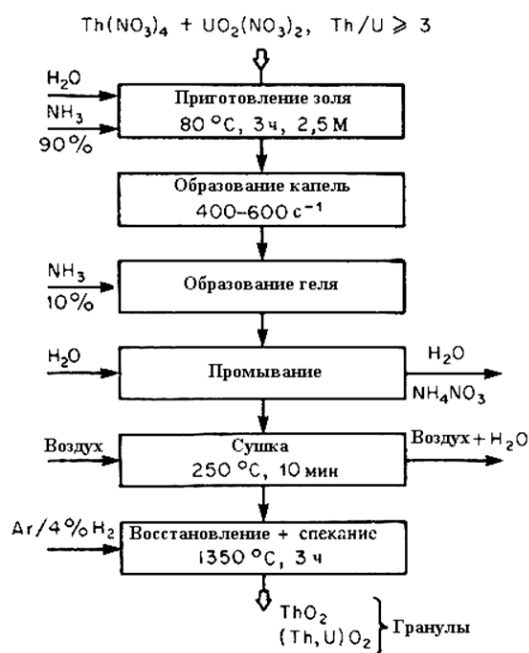 Th(NO₃)₄ + UO₂(NO₃)₂, Th/U ⩾ 3
H₂O
NH₃
90%
Приготовление золя
80 °C, 3 ч, 2,5 М
Образование капель
400–600 с⁻¹
NH₃
10%
Образование геля
H₂O
Промывание
H₂O
NH₄NO₃
Воздух
Сушка
250 °C, 10 мин
Воздух + H₂O
Ar/4% H₂
Восстановление + спекание
1350 °C, 3 ч
ThO₂
(Th, U)O₂
Гранулы